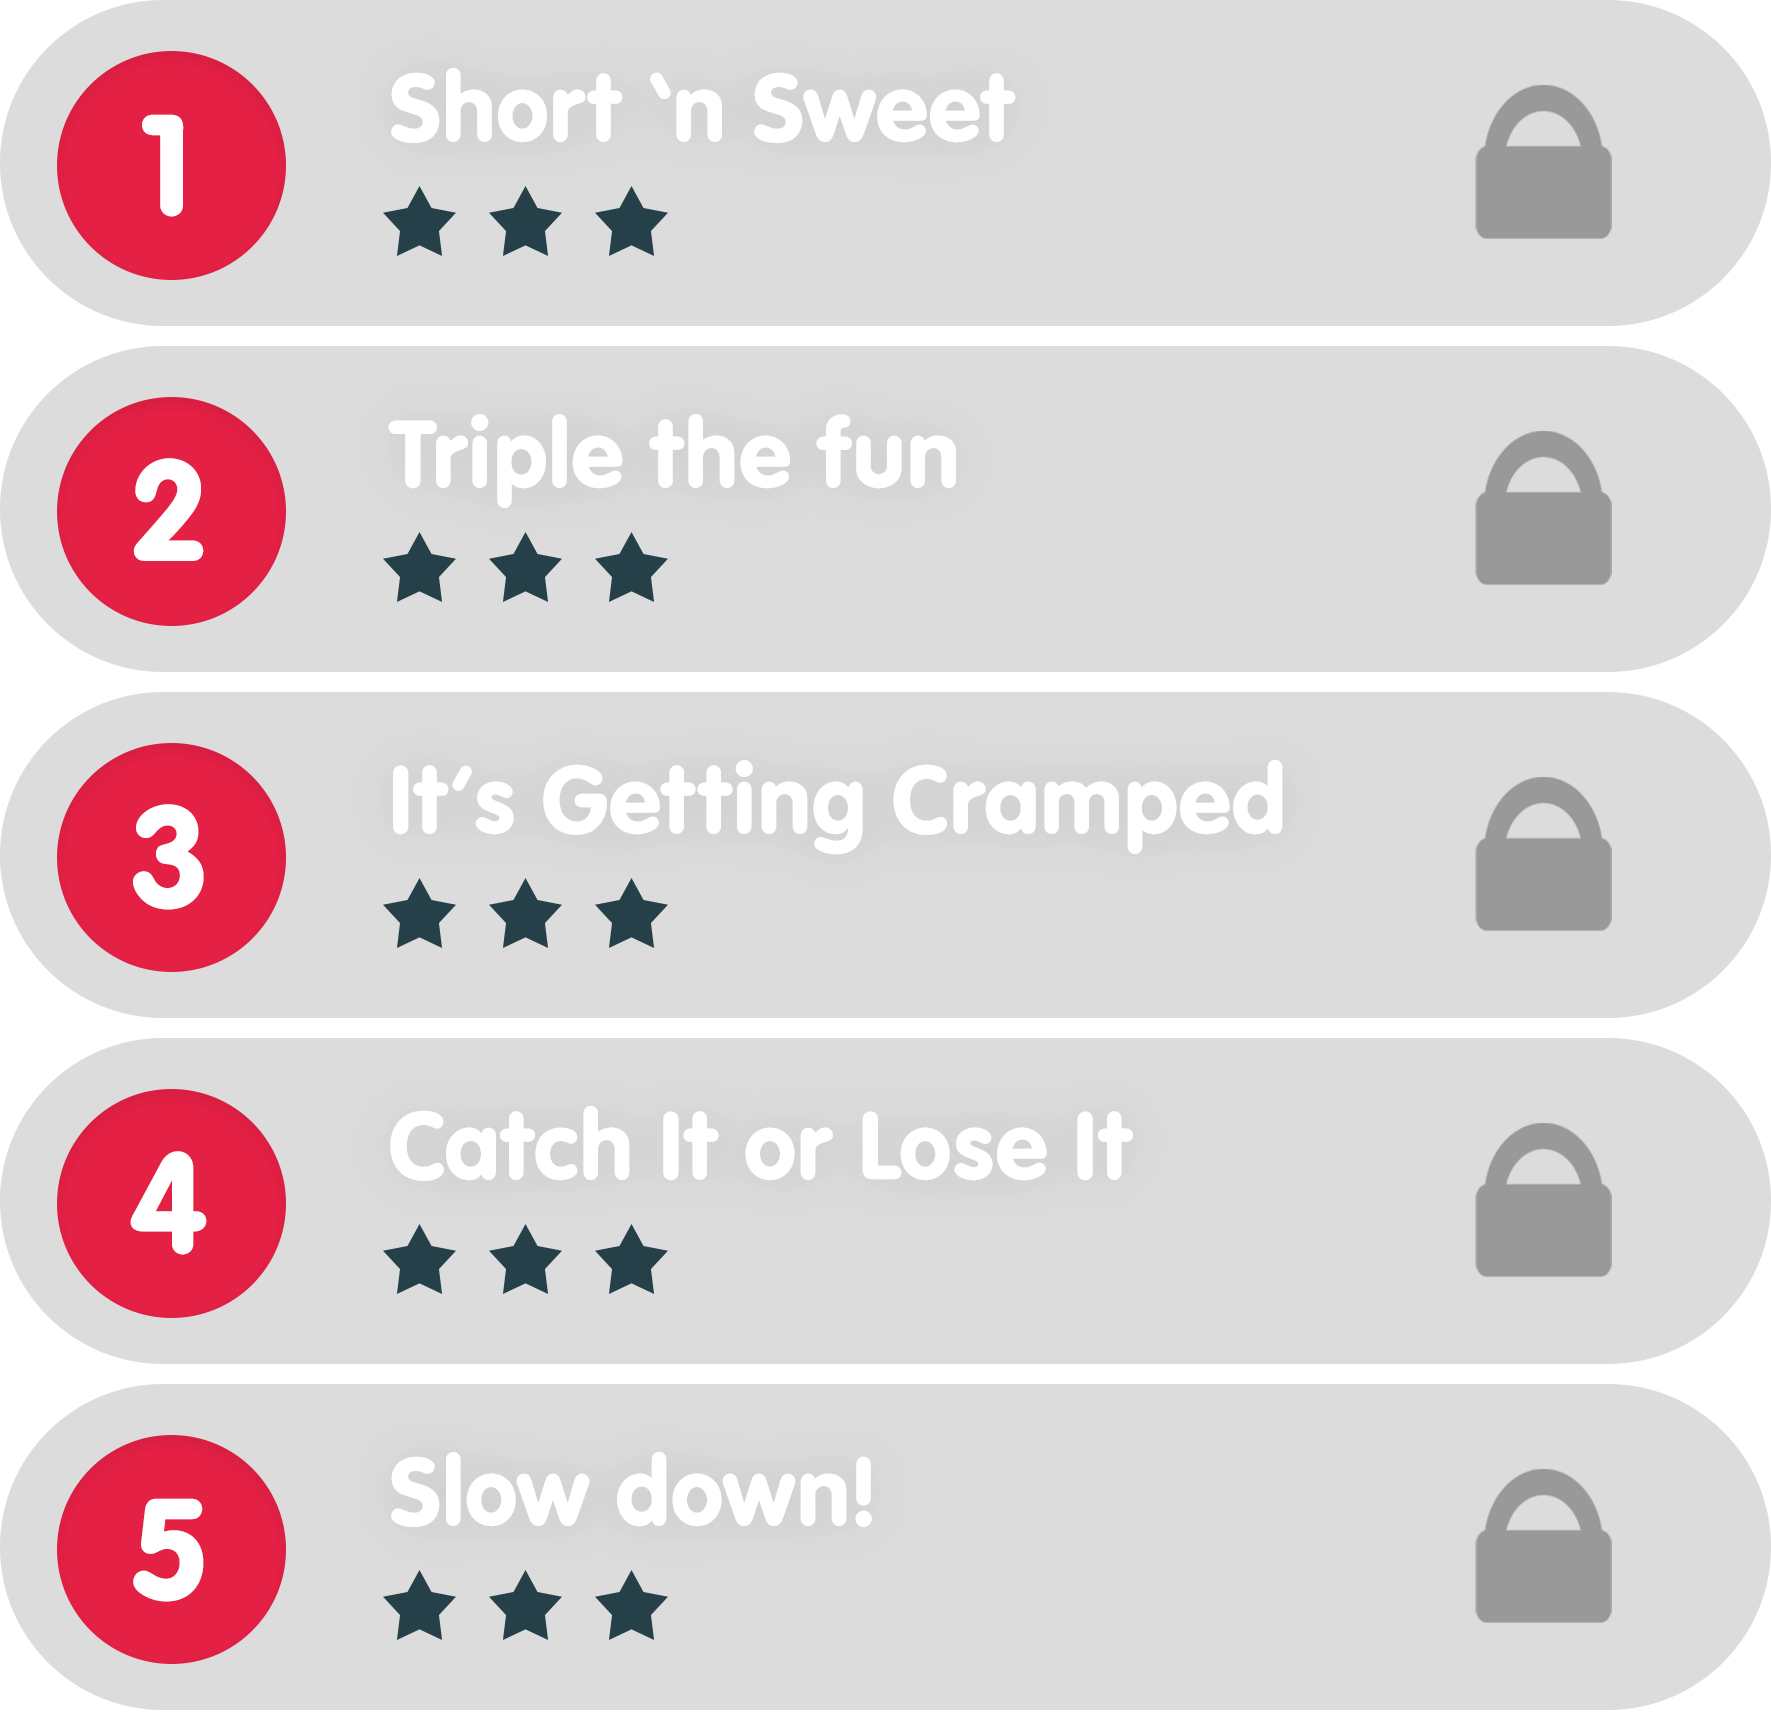 1
Short ‵n Sweet
2
Triple the fun
3
It′s Getting Cramped
4
Catch It or Lose It
5
Slow down!